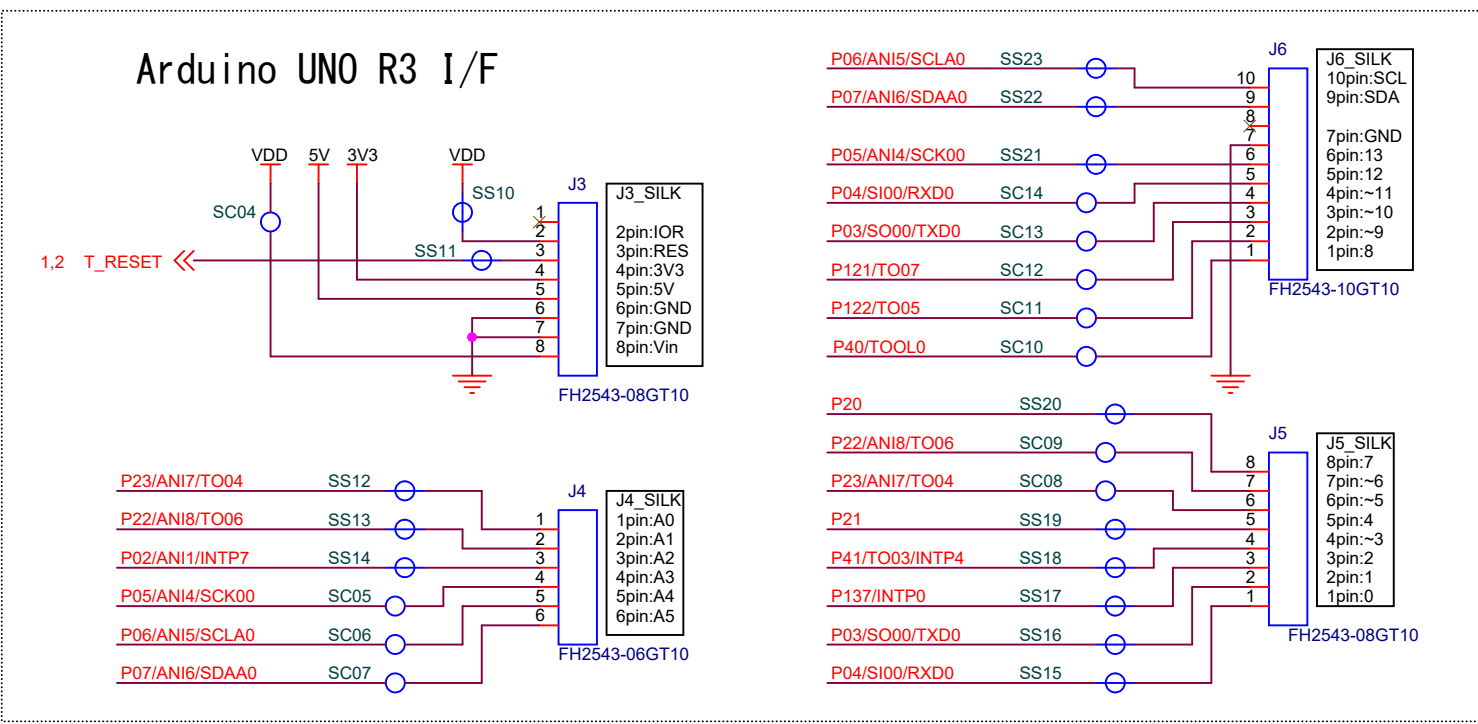 Arduino UNO R3 I/F
VDD 5V 3V3 VDD
SC04
SS10
SS11
1,2 T_RESET
J3
1
2
3
4
5
6
7
8
J3_SILK
2pin:IOR
3pin:RES
4pin:3V3
5pin:5V
6pin:GND
7pin:GND
8pin:Vin
FH2543-08GT10
P23/ANI7/TO04 SS12
P22/ANI8/TO06 SS13
P02/ANI1/INTP7 SS14
P05/ANI4/SCK00 SC05
P06/ANI5/SCLA0 SC06
P07/ANI6/SDAA0 SC07
J4
1
2
3
4
5
6
J4_SILK
1pin:A0
2pin:A1
3pin:A2
4pin:A3
5pin:A4
6pin:A5
FH2543-06GT10
P06/ANI5/SCLA0 SS23
P07/ANI6/SDAA0 SS22
P05/ANI4/SCK00 SS21
P04/SI00/RXD0 SC14
P03/SO00/TXD0 SC13
P121/TO07 SC12
P122/TO05 SC11
P40/TOOL0 SC10
J6
10
9
8
7
6
5
4
3
2
1
J6_SILK
10pin:SCL
9pin:SDA
7pin:GND
6pin:13
5pin:12
4pin:~11
3pin:~10
2pin:~9
1pin:8
FH2543-10GT10
P20 SS20
P22/ANI8/TO06 SC09
P23/ANI7/TO04 SC08
P21 SS19
P41/TO03/INTP4 SS18
P137/INTP0 SS17
P03/SO00/TXD0 SS16
P04/SI00/RXD0 SS15
J5
8
7
6
5
4
3
2
1
J5_SILK
8pin:7
7pin:~6
6pin:~5
5pin:4
4pin:~3
3pin:2
2pin:1
1pin:0
FH2543-08GT10